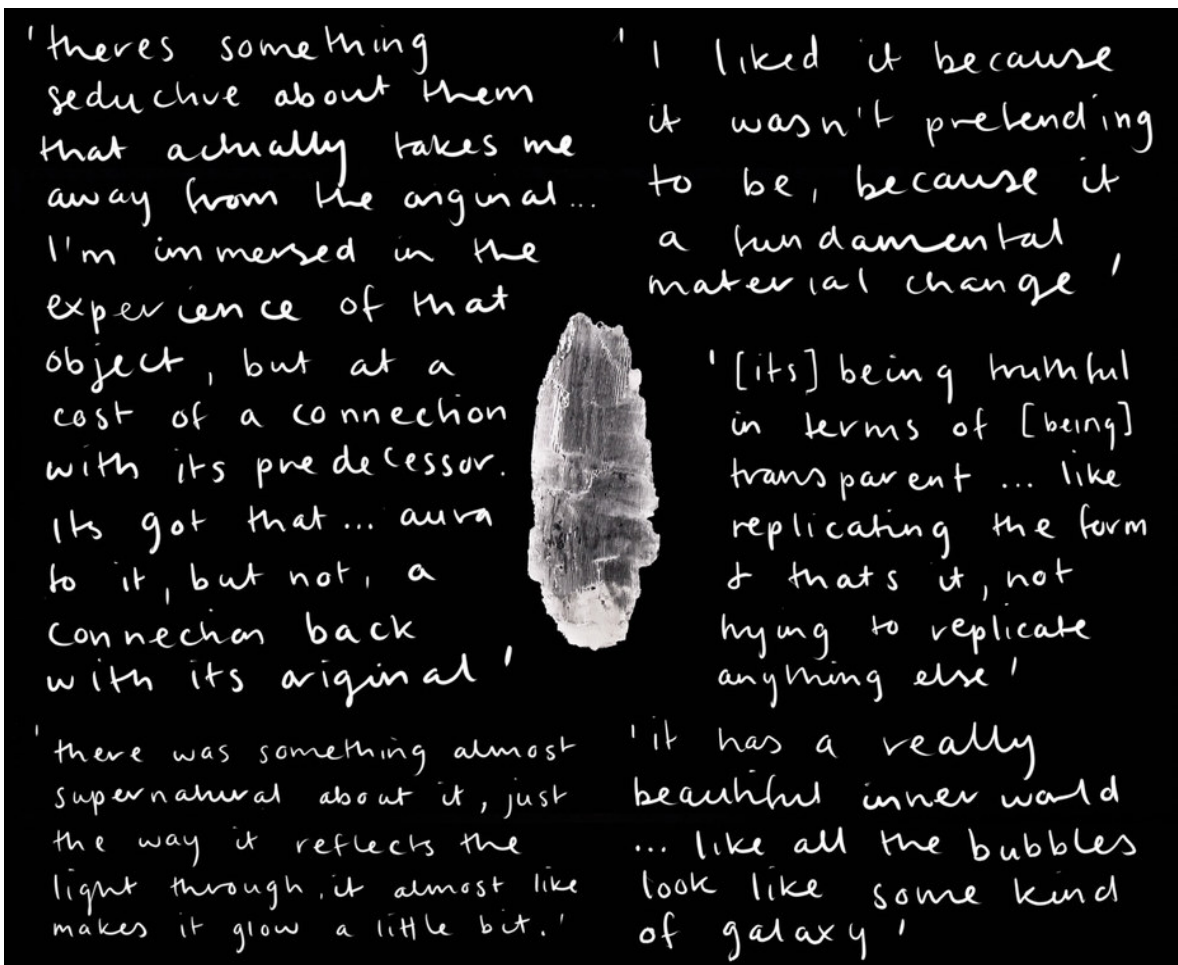 'theres something
seductive about them
that actually takes me
away from the original...
I'm immersed in the
experience of that
object, but at a
cost of a connection
with its predecessor.
Its got that... aura
to it, but not, a
connection back
with its original'
'there was something almost
supernatural about it, just
the way it reflects the
light through, it almost like
makes it glow a little bit.'
'I liked it because
it wasn't pretending
to be, because it
a fundamental
material change'
'[its] being truthful
in terms of [being]
transparent ... like
replicating the form
& thats it, not
trying to replicate
anything else'
'it has a really
beautiful inner world
... like all the bubbles
look like some kind
of galaxy'